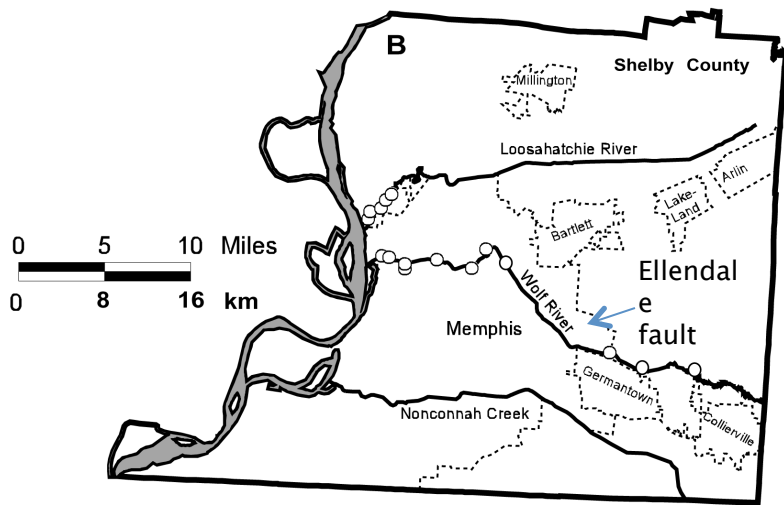 B
Shelby County
Millington
Loosahatchie River
Arlin
Lake-
Land
Bartlett
0 5 10 Miles
0 8 16 km
Ellendal
e
fault
Wolf River
Memphis
Germantown
Nonconnah Creek
Collierville